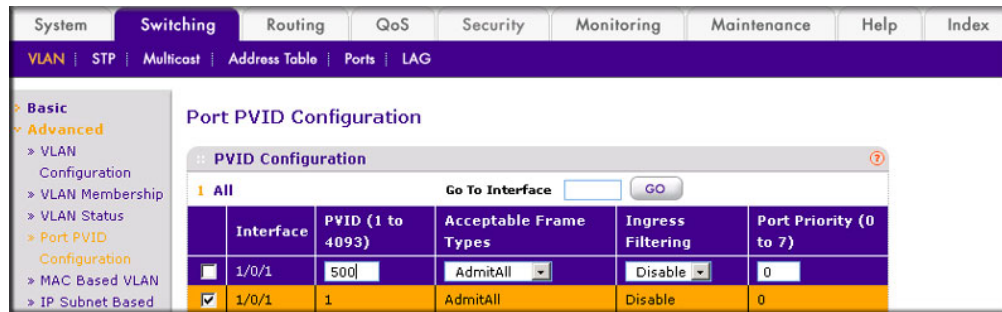 System Switching Routing QoS Security Monitoring Maintenance Help Index
VLAN | STP | Multicast | Address Table | Ports | LAG
› Basic
Advanced
» VLAN
Configuration
» VLAN Membership
» VLAN Status
» Port PVID
Configuration
» MAC Based VLAN
» IP Subnet Based
Port PVID Configuration
PVID Configuration ?
1 All Go To Interface GO
Interface PVID (1 to 4093) Acceptable Frame Types Ingress Filtering Port Priority (0 to 7)
1/0/1 500 AdmitAll Disable 0
1/0/1 1 AdmitAll Disable 0